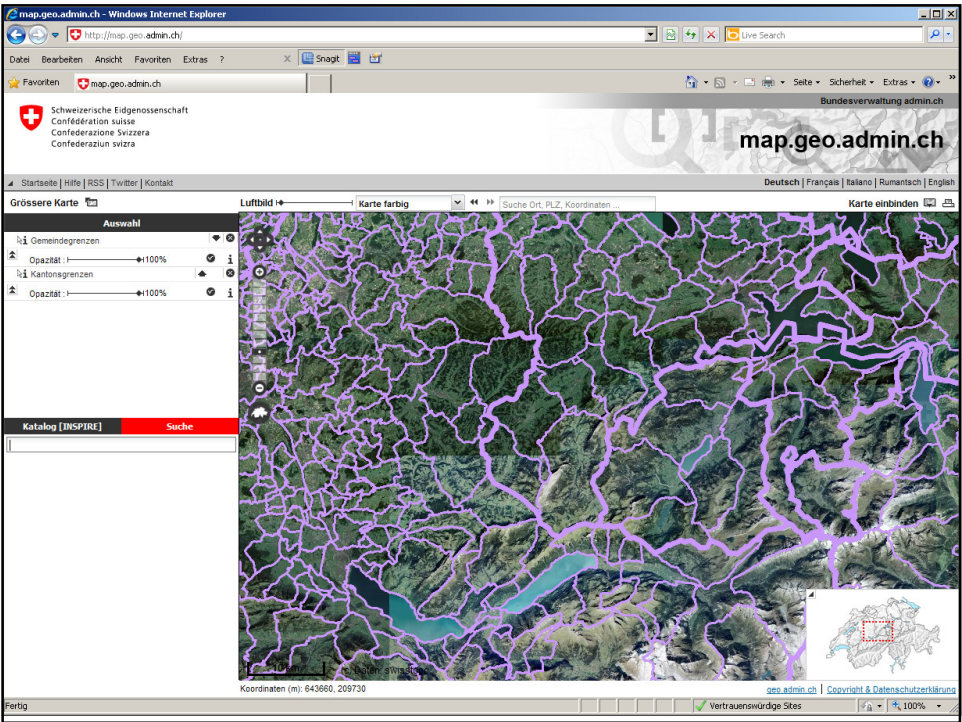 map.geo.admin.ch - Windows Internet Explorer
http://map.geo.admin.ch/
Live Search
Datei Bearbeiten Ansicht Favoriten Extras ?
X Snagit
Favoriten map.geo.admin.ch
Seite Sicherheit Extras
Bundesverwaltung admin.ch
Schweizerische Eidgenossenschaft
Confédération suisse
Confederazione Svizzera
Confederaziun svizra
map.geo.admin.ch
Startseite | Hilfe | RSS | Twitter | Kontakt
Deutsch | Français | Italiano | Rumantsch | English
Grössere Karte
Luftbild Karte farbig
Suche Ort, PLZ, Koordinaten ...
Karte einbinden
Auswahl
Gemeindegrenzen
Opazität : 100%
Kantonsgrenzen
Opazität : 100%
Katalog [INSPIRE] Suche
10 km
Daten: swisstopo
Koordinaten (m): 643660, 209730
geo.admin.ch | Copyright & Datenschutzerklärung
Fertig
Vertrauenswürdige Sites
100%